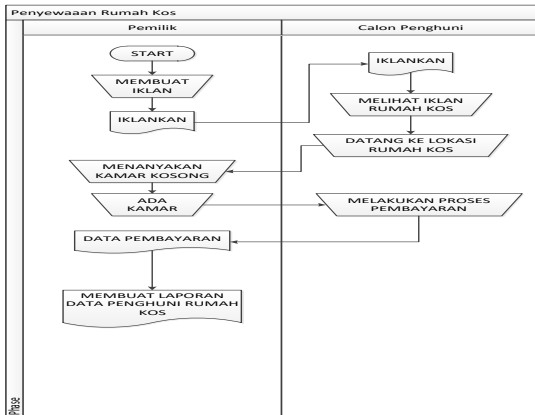 Penyewaaan Rumah Kos
Pemilik
Calon Penghuni
START
MEMBUAT
IKLAN
IKLANKAN
IKLANKAN
MELIHAT IKLAN
RUMAH KOS
DATANG KE LOKASI
RUMAH KOS
MENANYAKAN
KAMAR KOSONG
ADA
KAMAR
MELAKUKAN PROSES
PEMBAYARAN
DATA PEMBAYARAN
MEMBUAT LAPORAN
DATA PENGHUNI RUMAH
KOS
Phase